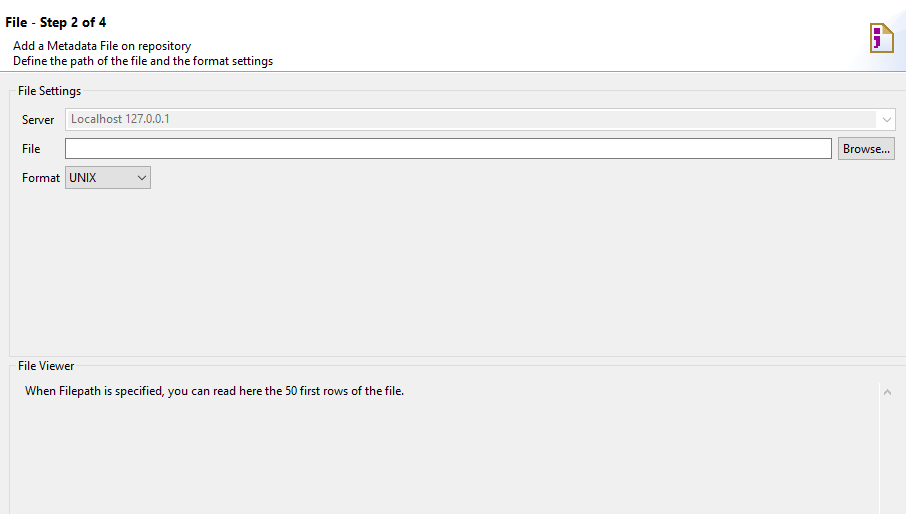 File - Step 2 of 4
Add a Metadata File on repository
Define the path of the file and the format settings
File Settings
Server Localhost 127.0.0.1
File Browse...
Format UNIX
File Viewer
When Filepath is specified, you can read here the 50 first rows of the file.